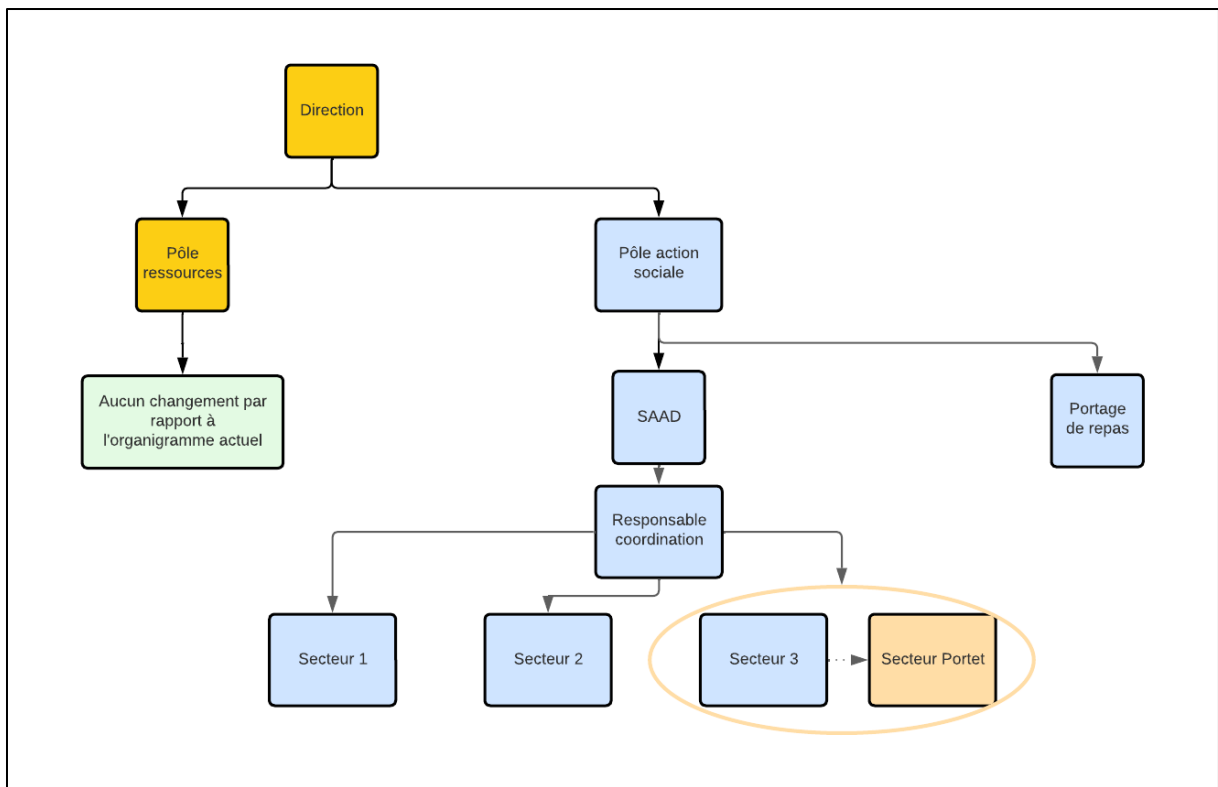 Direction
Pôle
ressources
Pôle action
sociale
Aucun changement par
rapport à
l'organigramme actuel
SAAD
Portage
de repas
Responsable
coordination
Secteur 1
Secteur 2
Secteur 3
Secteur Portet